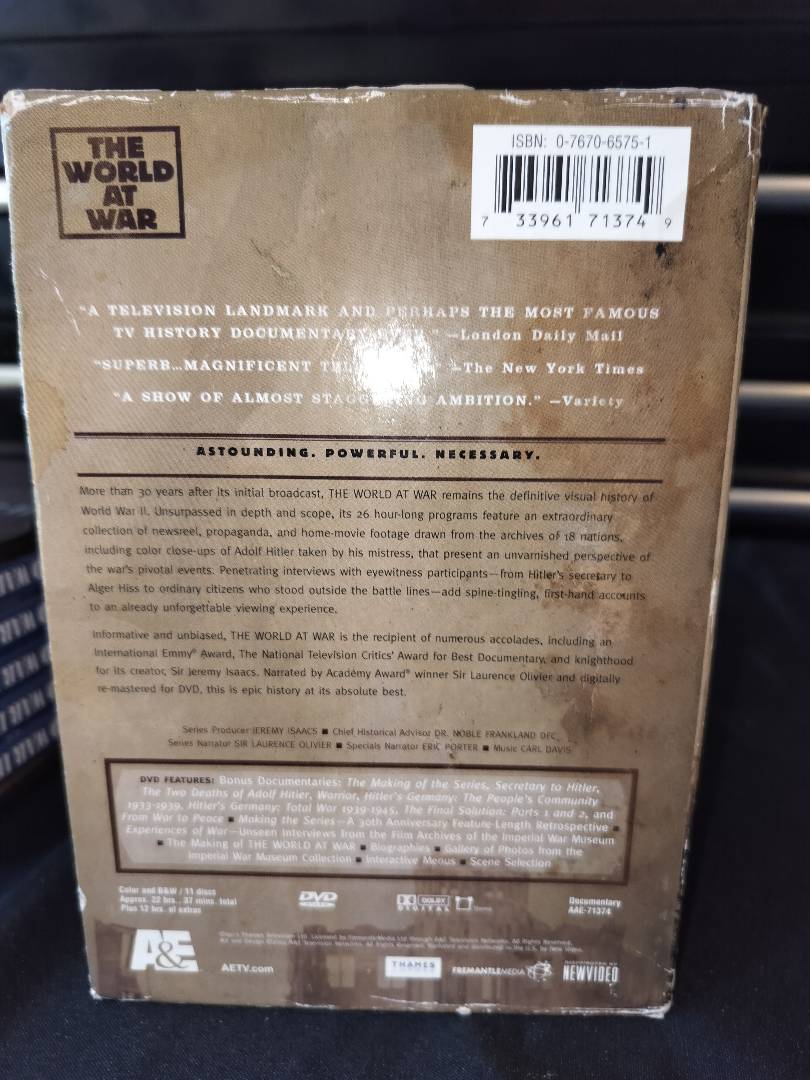 THE
WORLD
AT
WAR
ISBN: 0-7670-6575-1
7 33961 71374 9
"A TELEVISION LANDMARK AND PERHAPS THE MOST FAMOUS
TV HISTORY DOCUMENTARY " —London Daily Mail
"SUPERB...MAGNIFICENT " —The New York Times
"A SHOW OF ALMOST STAGGERING AMBITION." —Variety
ASTOUNDING. POWERFUL. NECESSARY.
More than 30 years after its initial broadcast, THE WORLD AT WAR remains the definitive visual history of
World War II. Unsurpassed in depth and scope, its 26 hour-long programs feature an extraordinary
collection of newsreel, propaganda, and home-movie footage drawn from the archives of 18 nations,
including color close-ups of Adolf Hitler taken by his mistress, that present an unvarnished perspective of
the war's pivotal events. Penetrating interviews with eyewitness participants—from Hitler's secretary to
Alger Hiss to ordinary citizens who stood outside the battle lines—add spine-tingling, first-hand accounts
to an already unforgettable viewing experience.
Informative and unbiased, THE WORLD AT WAR is the recipient of numerous accolades, including an
International Emmy® Award, The National Television Critics' Award for Best Documentary, and knighthood
for its creator, Sir Jeremy Isaacs. Narrated by Academy Award® winner Sir Laurence Olivier and digitally
re-mastered for DVD, this is epic history at its absolute best.
Series Producer JEREMY ISAACS ■ Chief Historical Advisor DR. NOBLE FRANKLAND DFC,
Series Narrator SIR LAURENCE OLIVIER ■ Specials Narrator ERIC PORTER ■ Music CARL DAVIS
DVD FEATURES: Bonus Documentaries: The Making of the Series, Secretary to Hitler,
The Two Deaths of Adolf Hitler, Warrior, Hitler's Germany: The People's Community
1933-1939, Hitler's Germany: Total War 1939-1945, The Final Solution: Parts 1 and 2, and
From War to Peace ■ Making the Series—A 30th Anniversary Feature-Length Retrospective ■
Experiences of War—Unseen Interviews from the Film Archives of the Imperial War Museum
■ The Making of THE WORLD AT WAR ■ Biographies ■ Gallery of Photos from the
Imperial War Museum Collection ■ Interactive Menus ■ Scene Selection
Color and B&W / 11 discs
Approx. 22 hrs., 37 mins. total
Plus 12 hrs. of extras
DVD
DOLBY
DIGITAL
Documentary
AAE-71374
A&E
AETV.com
THAMES
FREMANTLEMEDIA
NEWVIDEO